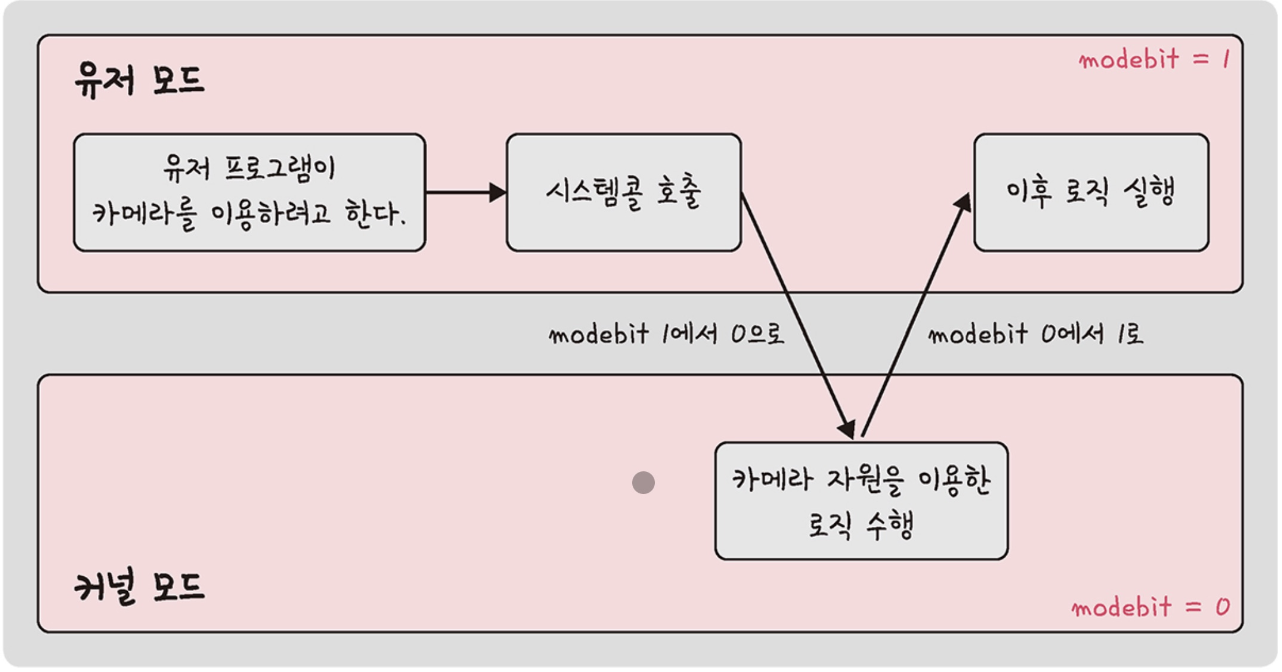 유저 모드
modebit = 1
유저 프로그램이
카메라를 이용하려고 한다.
시스템콜 호출
이후 로직 실행
modebit 1에서 0으로
modebit 0에서 1로
카메라 자원을 이용한
로직 수행
커널 모드
modebit = 0